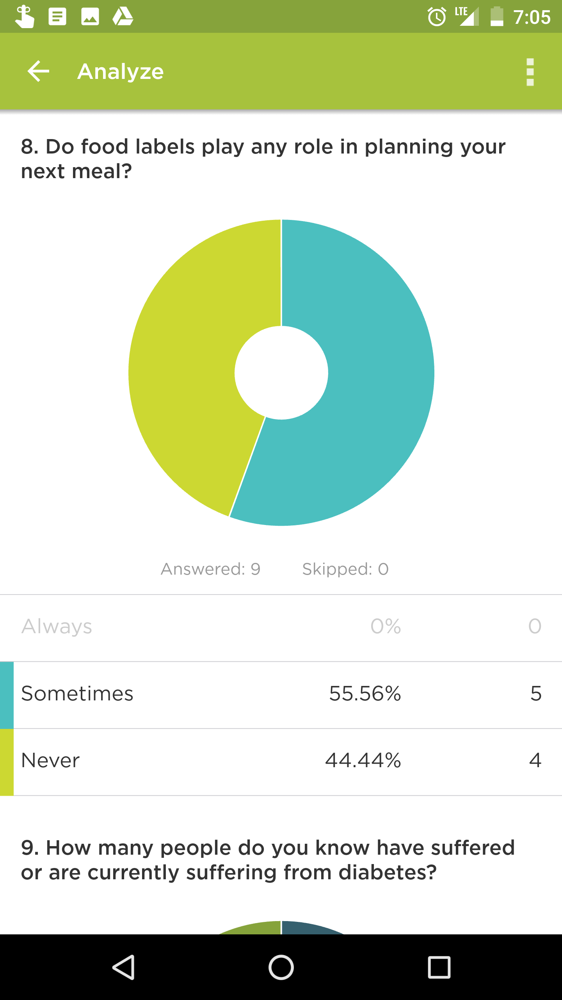 LTE 7:05
Analyze
8. Do food labels play any role in planning your
next meal?
Answered: 9 Skipped: 0
Always 0% 0
Sometimes 55.56% 5
Never 44.44% 4
9. How many people do you know have suffered
or are currently suffering from diabetes?